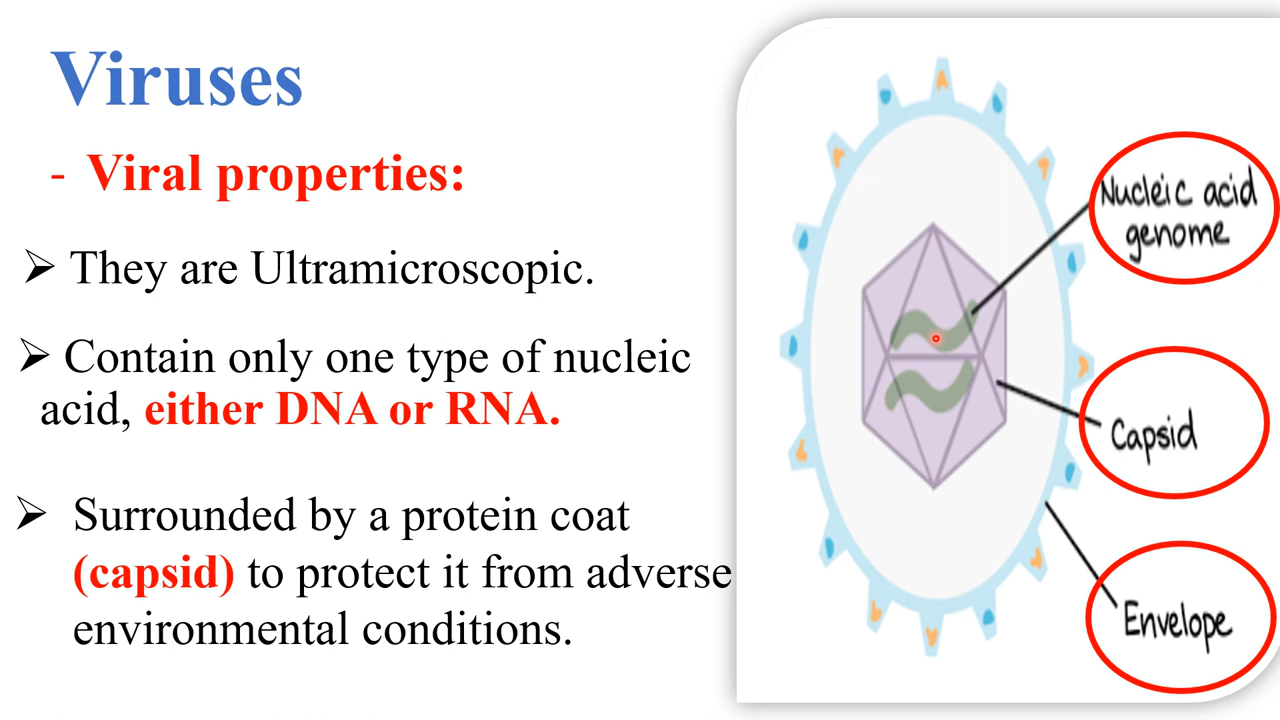 Viruses
- Viral properties:
➢ They are Ultramicroscopic.
➢ Contain only one type of nucleic
acid, either DNA or RNA.
➢ Surrounded by a protein coat
(capsid) to protect it from adverse
environmental conditions.
Nucleic acid
genome
Capsid
Envelope